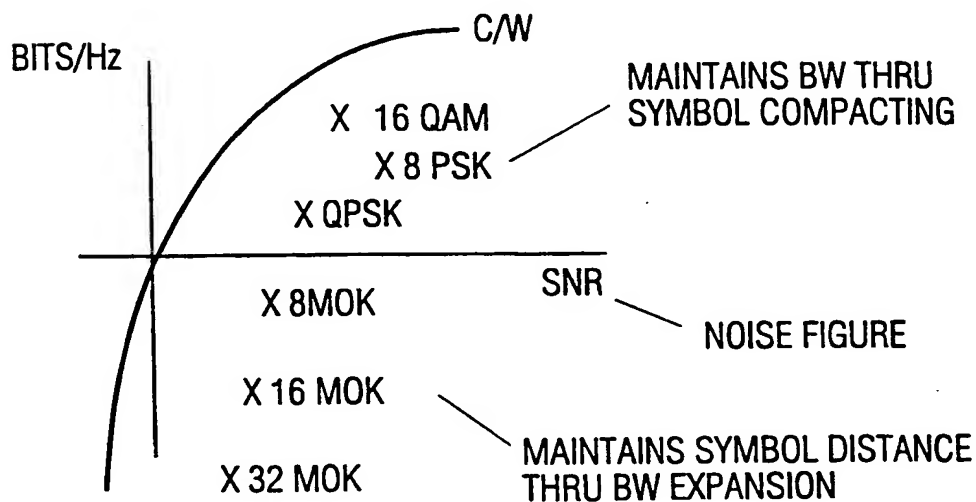 C/W
BITS/Hz
MAINTAINS BW THRU
SYMBOL COMPACTING
X 16 QAM
X 8 PSK
X QPSK
SNR
X 8MOK
NOISE FIGURE
X 16 MOK
MAINTAINS SYMBOL DISTANCE
THRU BW EXPANSION
X 32 MOK